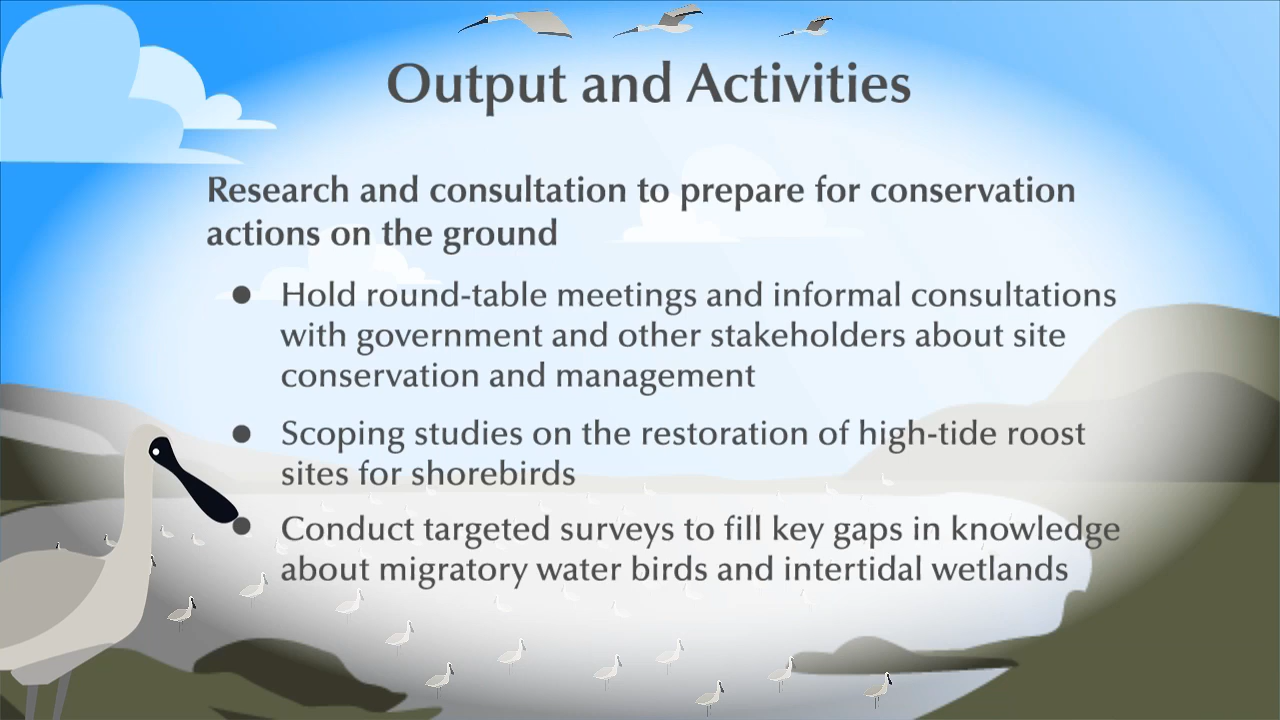 Output and Activities
Research and consultation to prepare for conservation
actions on the ground
● Hold round-table meetings and informal consultations
with government and other stakeholders about site
conservation and management
● Scoping studies on the restoration of high-tide roost
sites for shorebirds
● Conduct targeted surveys to fill key gaps in knowledge
about migratory water birds and intertidal wetlands